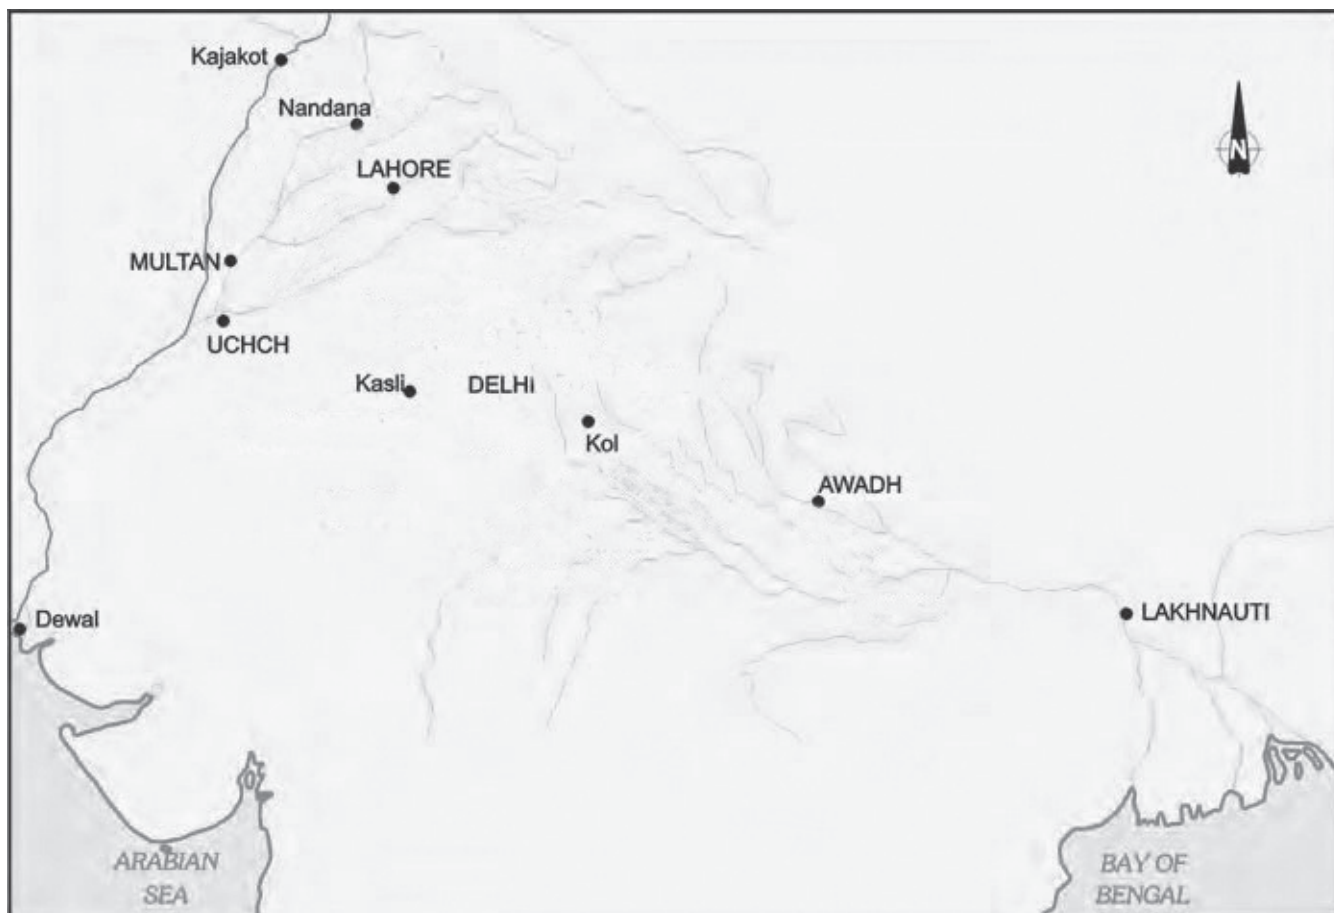 Kajakot
Nandana
N
LAHORE
MULTAN
UCHCH
Kasli
DELHI
Kol
AWADH
Dewal
LAKHNAUTI
ARABIAN
SEA
BAY OF
BENGAL